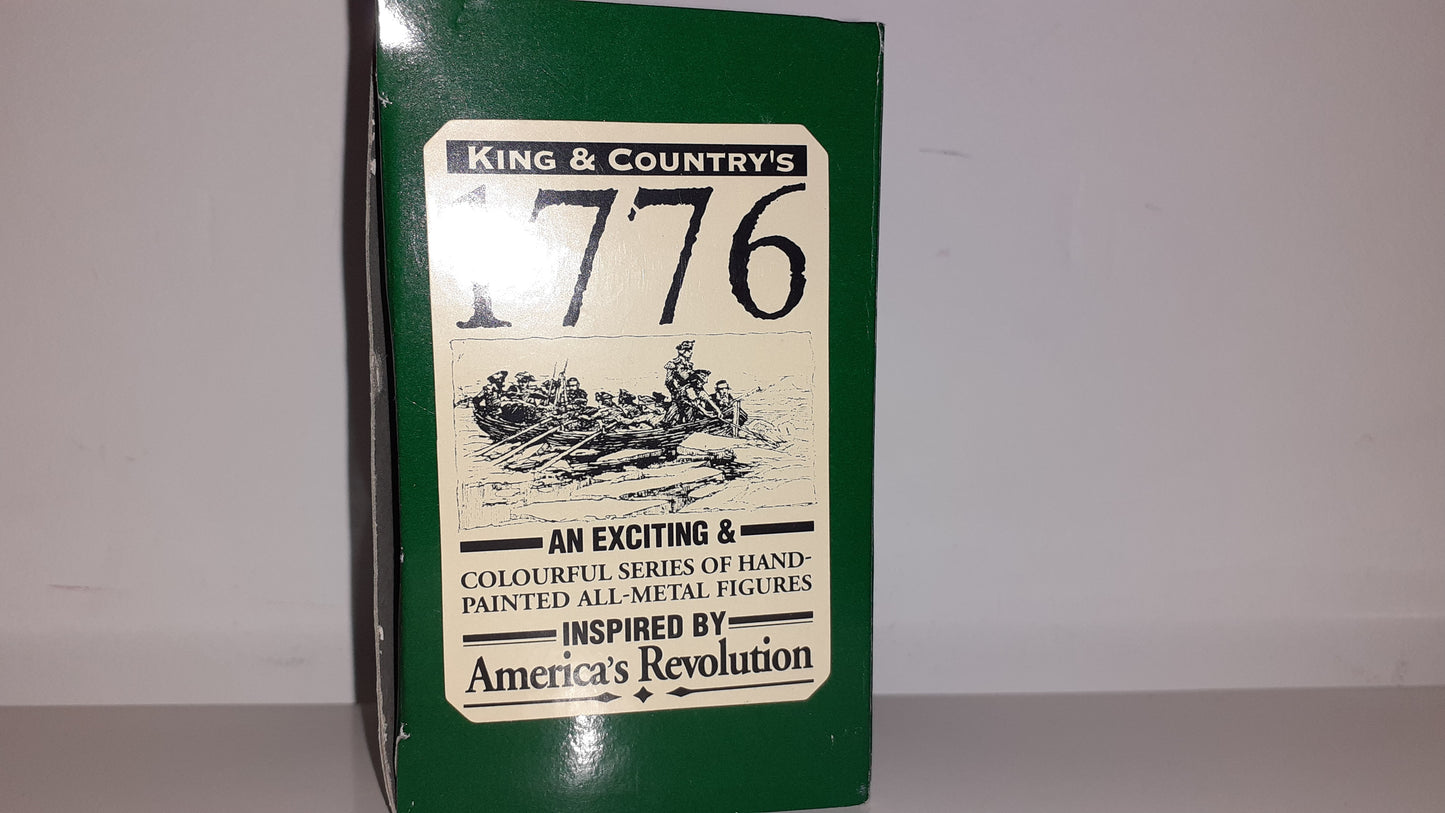 KING & COUNTRY'S
1776
AN EXCITING &
COLOURFUL SERIES OF HAND-
PAINTED ALL-METAL FIGURES
INSPIRED BY
America's Revolution